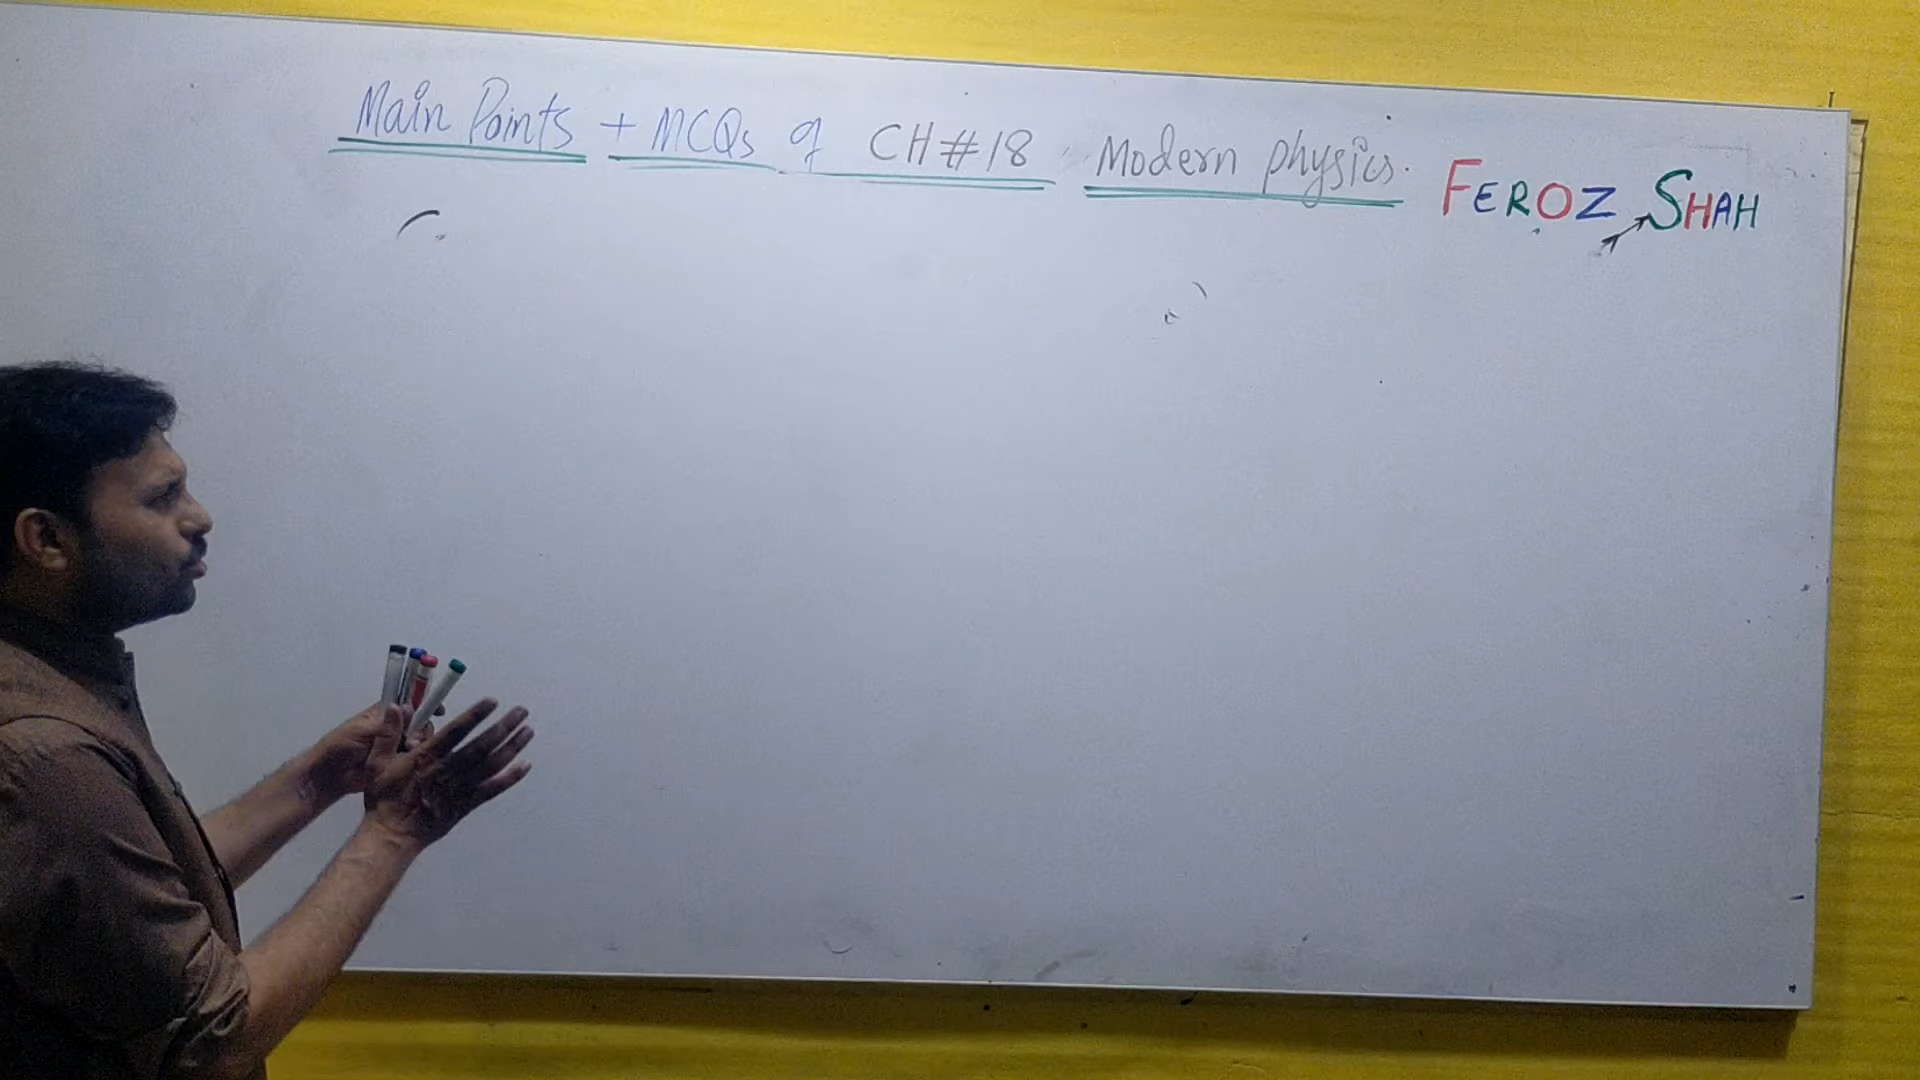 Main Points + MCQs of CH#18 Modern physics.
FEROZ SHAH